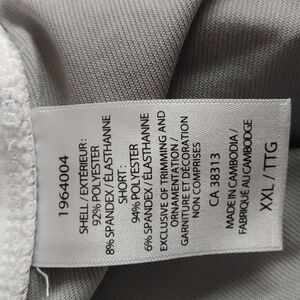 1964004
SHELL / EXTÉRIEUR :
92% POLYESTER
8% SPANDEX / ÉLASTHANNE
SHORT :
94% POLYESTER
6% SPANDEX / ÉLASTHANNE
EXCLUSIVE OF TRIMMING AND
ORNAMENTATION /
GARNITURE ET DÉCORATION
NON COMPRISES
CA 38313
MADE IN CAMBODIA /
FABRIQUÉ AU CAMBODGE
XXL / TTG